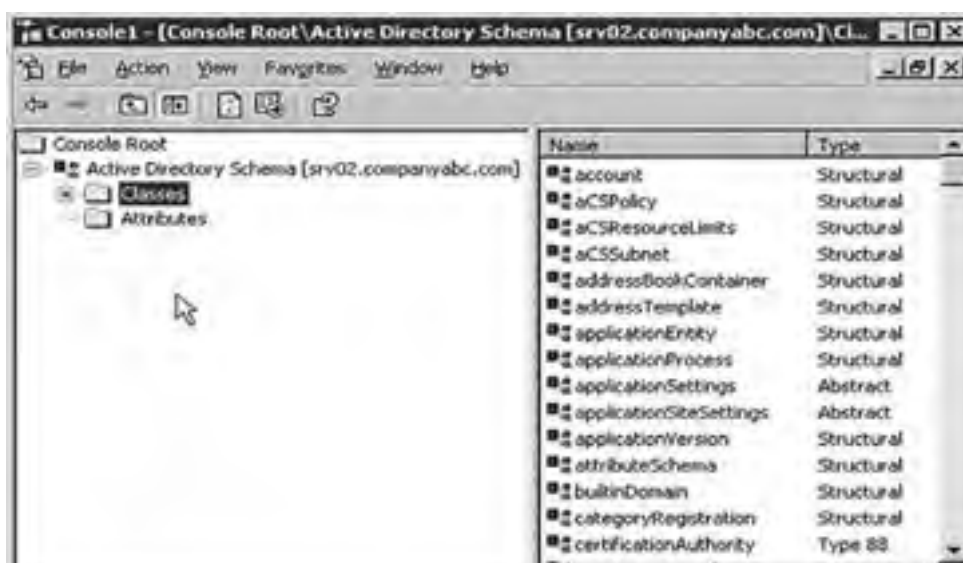 Console1 - [Console Root\Active Directory Schema [srv02.companyabc.com]\Cl...
File Action View Favorites Window Help
Console Root
Active Directory Schema [srv02.companyabc.com]
Classes
Attributes
Name Type
account Structural
aCSPolicy Structural
aCSResourceLimits Structural
aCSSubnet Structural
addressBookContainer Structural
addressTemplate Structural
applicationEntity Structural
applicationProcess Structural
applicationSettings Abstract
applicationSiteSettings Abstract
applicationVersion Structural
attributeSchema Structural
builtinDomain Structural
categoryRegistration Structural
certificationAuthority Type 88